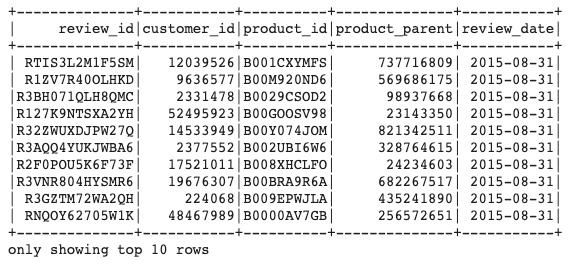 +--------------+-----------+----------+--------------+-----------+
|     review_id|customer_id|product_id|product_parent|review_date|
+--------------+-----------+----------+--------------+-----------+
| RTIS3L2M1F5SM|   12039526|B001CXYMFS|     737716809| 2015-08-31|
| R1ZV7R40OLHKD|    9636577|B00M920ND6|     569686175| 2015-08-31|
|R3BH071QLH8QMC|    2331478|B0029CSOD2|      98937668| 2015-08-31|
|R127K9NTSXA2YH|   52495923|B00GOOSV98|      23143350| 2015-08-31|
|R32ZWUXDJPW27Q|   14533949|B00Y074JOM|     821342511| 2015-08-31|
|R3AQQ4YUKJWBA6|    2377552|B002UBI6W6|     328764615| 2015-08-31|
|R2F0POU5K6F73F|   17521011|B008XHCLFO|      24234603| 2015-08-31|
|R3VNR804HYSMR6|   19676307|B00BRA9R6A|     682267517| 2015-08-31|
| R3GZTM72WA2QH|     224068|B009EPWJLA|     435241890| 2015-08-31|
| RNQOY62705W1K|   48467989|B0000AV7GB|     256572651| 2015-08-31|
+--------------+-----------+----------+--------------+-----------+
only showing top 10 rows